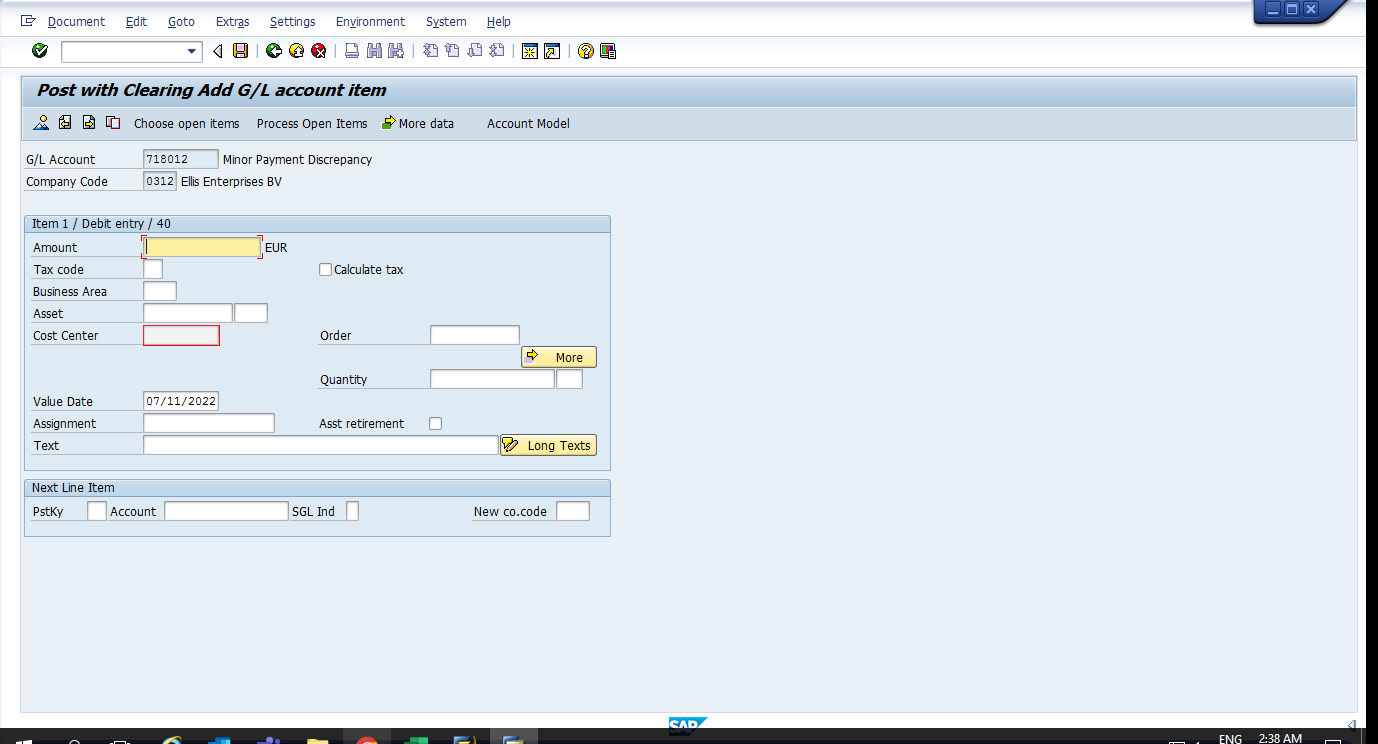 Document Edit Goto Extras Settings Environment System Help
Post with Clearing Add G/L account item
Choose open items Process Open Items More data Account Model
G/L Account 718012 Minor Payment Discrepancy
Company Code 0312 Ellis Enterprises BV
Item 1 / Debit entry / 40
Amount EUR
Tax code Calculate tax
Business Area
Asset
Cost Center Order
More
Quantity
Value Date 07/11/2022
Assignment Asst retirement
Text Long Texts
Next Line Item
PstKy Account SGL Ind New co.code
SAP
ENG 2:38 AM